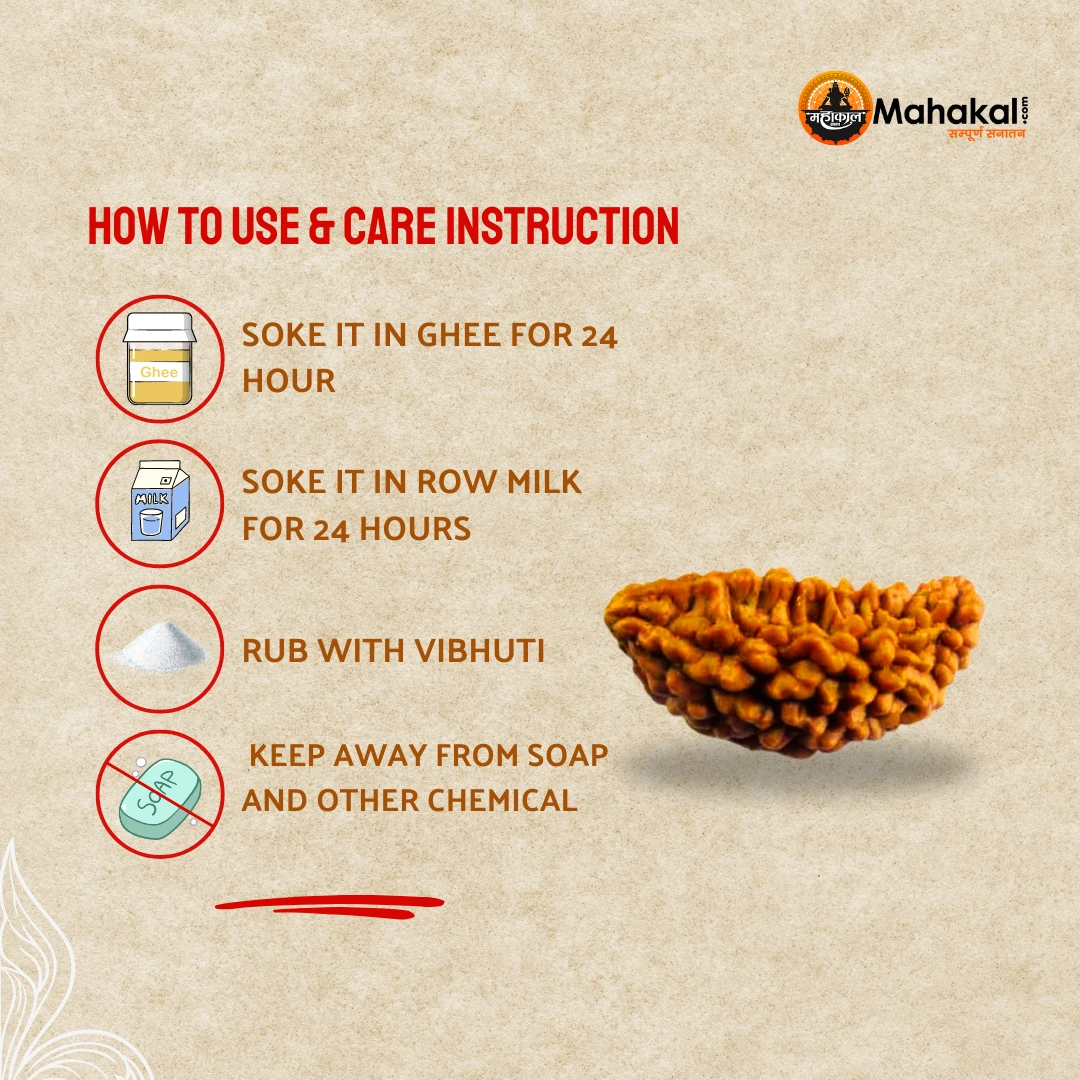 महाकाल
.com
Mahakal.com
सम्पूर्ण सनातन
HOW TO USE & CARE INSTRUCTION
Ghee
SOKE IT IN GHEE FOR 24
HOUR
MILK
SOKE IT IN ROW MILK
FOR 24 HOURS
RUB WITH VIBHUTI
SOAP
KEEP AWAY FROM SOAP
AND OTHER CHEMICAL